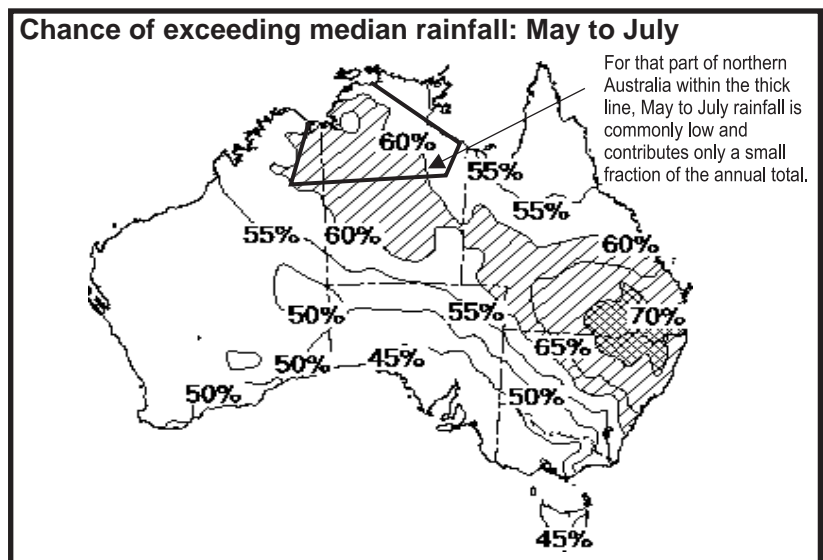 Chance of exceeding median rainfall: May to July
For that part of northern
Australia within the thick
line, May to July rainfall is
commonly low and
contributes only a small
fraction of the annual total.
60%
55%
55%
55%
60%
60%
50%
55%
70%
65%
50%
45%
50%
50%
45%